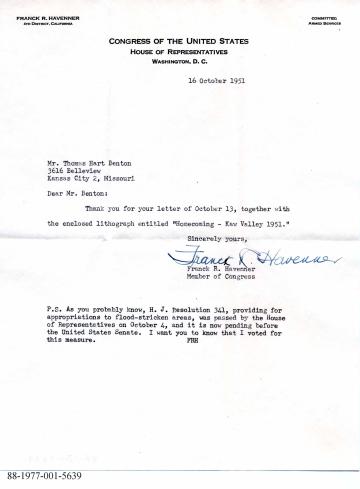 FRANCK R. HAVENNER
4TH DISTRICT, CALIFORNIA
COMMITTEE:
ARMED SERVICES
CONGRESS OF THE UNITED STATES
HOUSE OF REPRESENTATIVES
WASHINGTON, D. C.
16 October 1951
Mr. Thomas Hart Benton
3616 Belleview
Kansas City 2, Missouri
Dear Mr. Benton:
Thank you for your letter of October 13, together with
the enclosed lithograph entitled "Homecoming - Kaw Valley 1951."
Sincerely yours,
Franck R. Havenner
Franck R. Havenner
Member of Congress
P.S. As you probably know, H. J. Resolution 341, providing for
appropriations to flood-stricken areas, was passed by the House
of Representatives on October 4, and it is now pending before
the United States Senate. I want you to know that I voted for
this measure. FRH
88-1977-001-5639